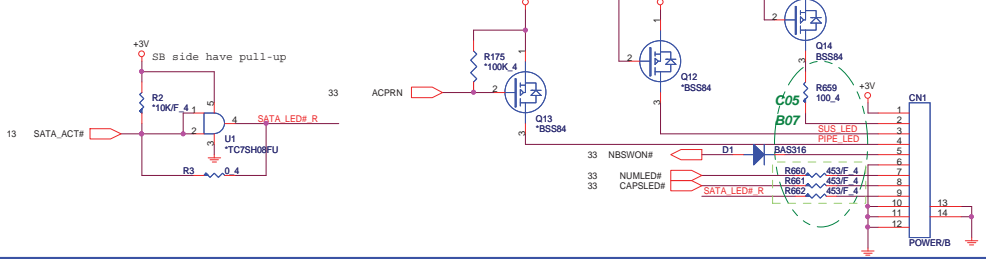 +3V
SB side have pull-up
R2
*10K/F_4
1
2
5
4
3
U1
*TC7SH08FU
SATA_LED#_R
13 SATA_ACT#
R3 0_4
R175
*100K_4
33 ACPRN
1
2
3
Q13
*BSS84
1
2
3
Q12
*BSS84
2
3
Q14
BSS84
R659
100_4
C05
B07
+3V
CN1
SUS_LED
PIPE_LED
33 NBSWON#
D1 BAS316
33 NUMLED#
33 CAPSLED#
SATA_LED#_R
R660 453/F_4
R661 453/F_4
R662 453/F_4
1
2
3
4
5
6
7
8
9
10
11
12
13
14
POWER/B